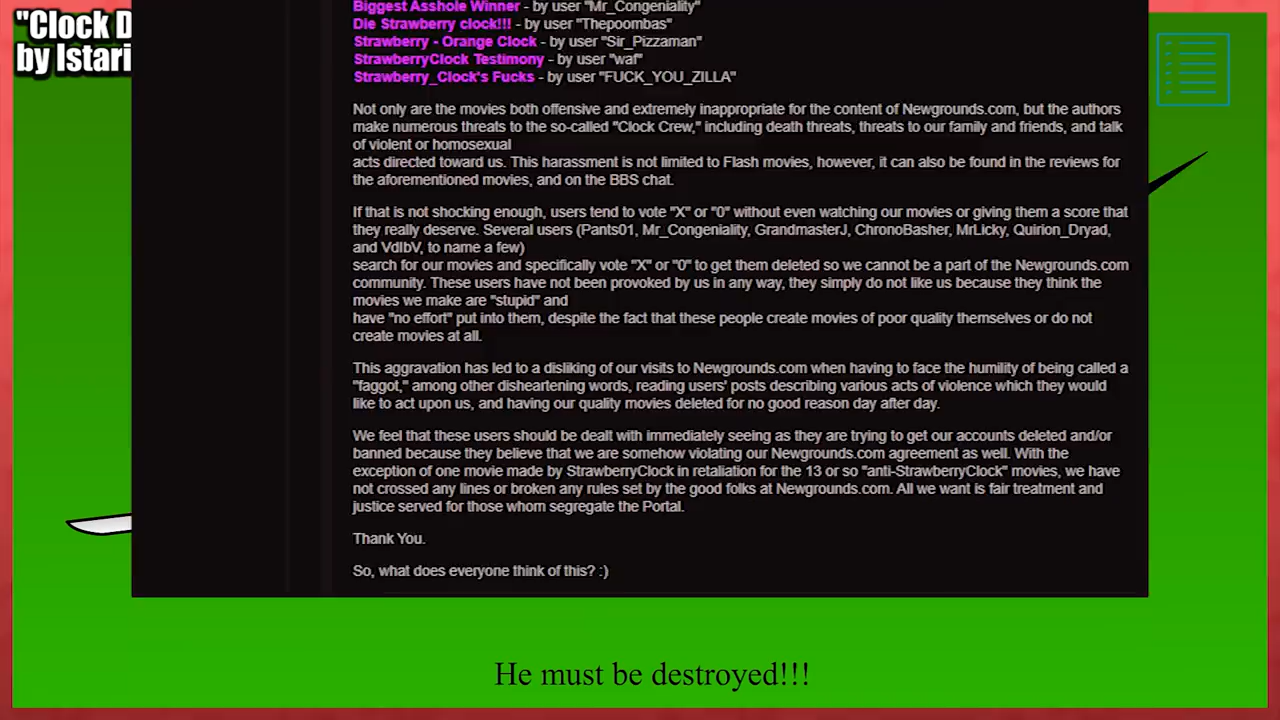 "Clock D
by Istari
Biggest Asshole Winner - by user "Mr_Congeniality"
Die Strawberry clock!!! - by user "Thepoombas"
Strawberry - Orange Clock - by user "Sir_Pizzaman"
StrawberryClock Testimony - by user "waf"
Strawberry_Clock's Fucks - by user "FUCK_YOU_ZILLA"
Not only are the movies both offensive and extremely inappropriate for the content of Newgrounds.com, but the authors
make numerous threats to the so-called "Clock Crew," including death threats, threats to our family and friends, and talk
of violent or homosexual
acts directed toward us. This harassment is not limited to Flash movies, however, it can also be found in the reviews for
the aforementioned movies, and on the BBS chat.
If that is not shocking enough, users tend to vote "X" or "0" without even watching our movies or giving them a score that
they really deserve. Several users (Pants01, Mr_Congeniality, GrandmasterJ, ChronoBasher, MrLicky, Quirion_Dryad,
and VdlbV, to name a few)
search for our movies and specifically vote "X" or "0" to get them deleted so we cannot be a part of the Newgrounds.com
community. These users have not been provoked by us in any way, they simply do not like us because they think the
movies we make are "stupid" and
have "no effort" put into them, despite the fact that these people create movies of poor quality themselves or do not
create movies at all.
This aggravation has led to a disliking of our visits to Newgrounds.com when having to face the humility of being called a
"faggot," among other disheartening words, reading users' posts describing various acts of violence which they would
like to act upon us, and having our quality movies deleted for no good reason day after day.
We feel that these users should be dealt with immediately seeing as they are trying to get our accounts deleted and/or
banned because they believe that we are somehow violating our Newgrounds.com agreement as well. With the
exception of one movie made by StrawberryClock in retaliation for the 13 or so "anti-StrawberryClock" movies, we have
not crossed any lines or broken any rules set by the good folks at Newgrounds.com. All we want is fair treatment and
justice served for those whom segregate the Portal.
Thank You.
So, what does everyone think of this? :)
He must be destroyed!!!